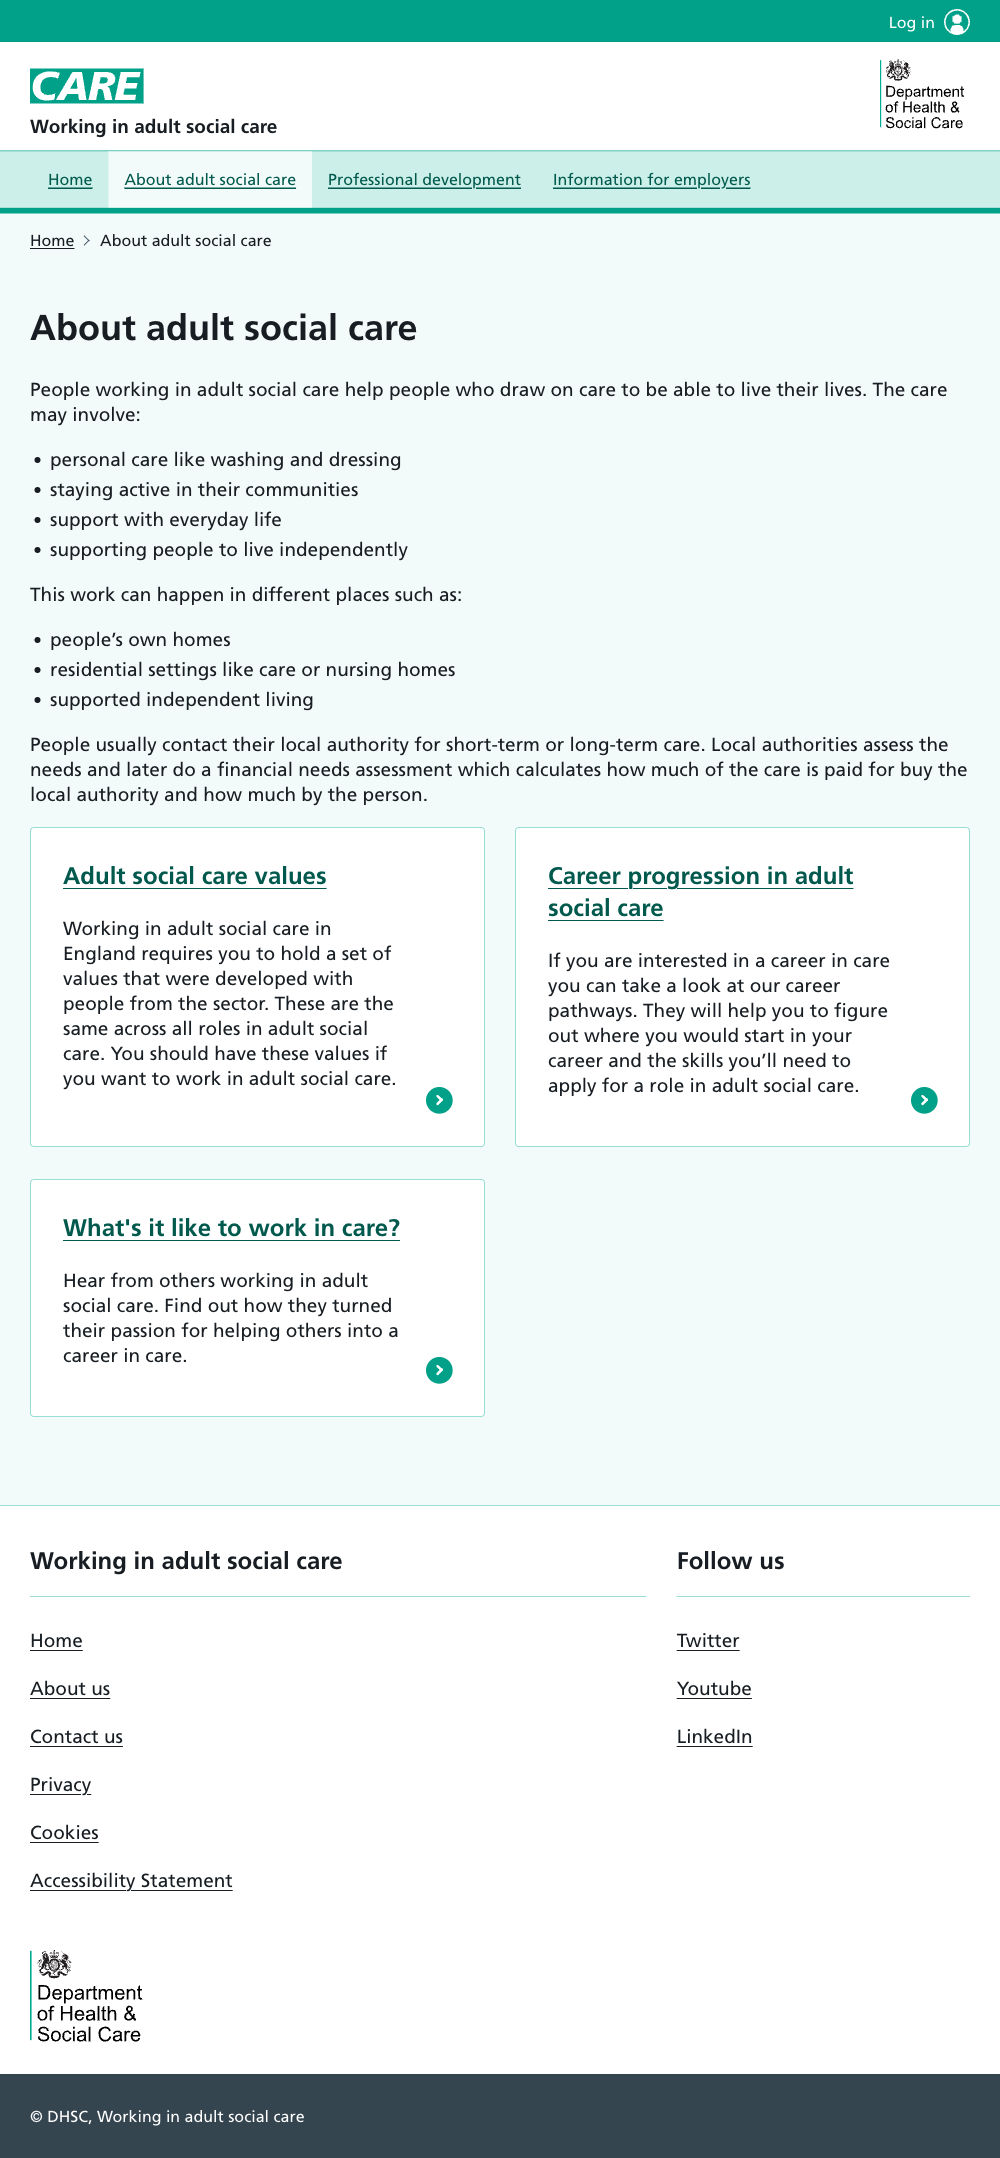 Log in
CARE
Working in adult social care
Department
of Health &
Social Care
Home
About adult social care
Professional development
Information for employers
Home
About adult social care
About adult social care
People working in adult social care help people who draw on care to be able to live their lives. The care
may involve:
• personal care like washing and dressing
• staying active in their communities
• support with everyday life
• supporting people to live independently
This work can happen in different places such as:
• people’s own homes
• residential settings like care or nursing homes
• supported independent living
People usually contact their local authority for short-term or long-term care. Local authorities assess the
needs and later do a financial needs assessment which calculates how much of the care is paid for buy the
local authority and how much by the person.
Adult social care values
Working in adult social care in
England requires you to hold a set of
values that were developed with
people from the sector. These are the
same across all roles in adult social
care. You should have these values if
you want to work in adult social care.
Career progression in adult
social care
If you are interested in a career in care
you can take a look at our career
pathways. They will help you to figure
out where you would start in your
career and the skills you’ll need to
apply for a role in adult social care.
What's it like to work in care?
Hear from others working in adult
social care. Find out how they turned
their passion for helping others into a
career in care.
Working in adult social care
Home
About us
Contact us
Privacy
Cookies
Accessibility Statement
Follow us
Twitter
Youtube
LinkedIn
Department
of Health &
Social Care
© DHSC, Working in adult social care